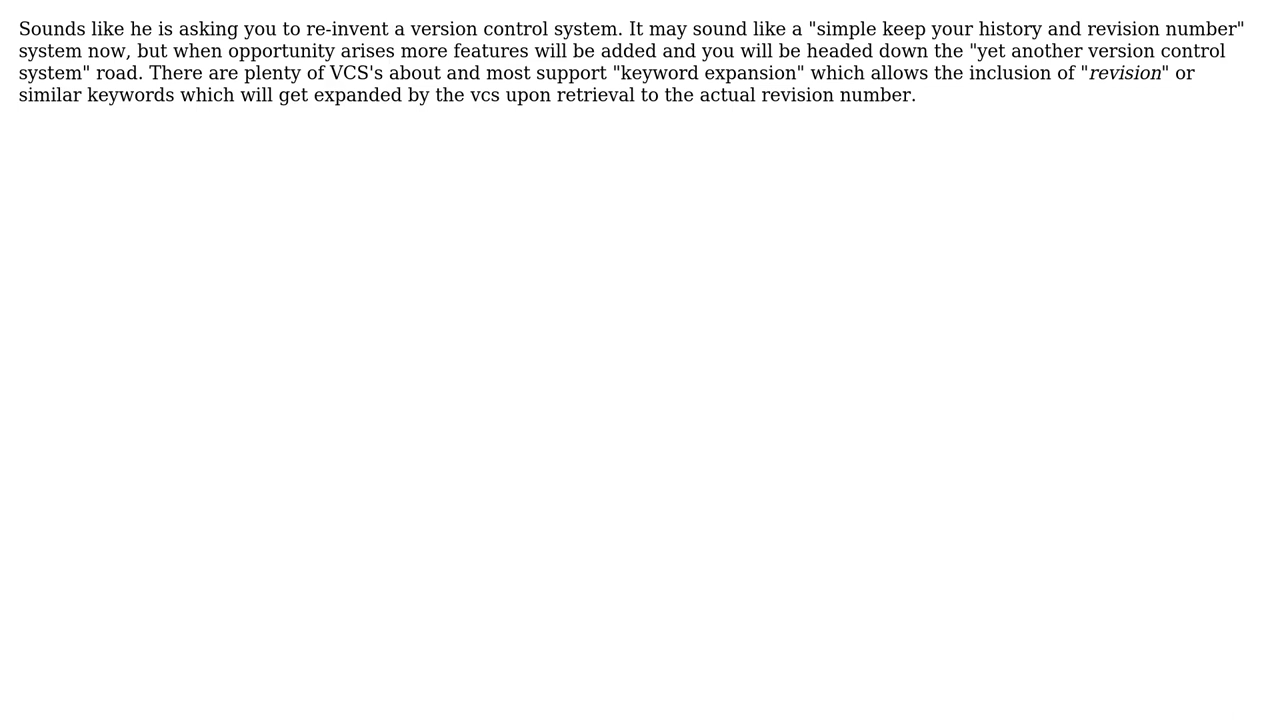 Sounds like he is asking you to re-invent a version control system. It may sound like a "simple keep your history and revision number"
system now, but when opportunity arises more features will be added and you will be headed down the "yet another version control
system" road. There are plenty of VCS's about and most support "keyword expansion" which allows the inclusion of "revision" or
similar keywords which will get expanded by the vcs upon retrieval to the actual revision number.